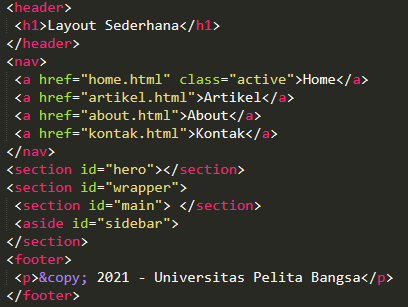 <header>
<h1>Layout Sederhana</h1>
</header>
<nav>
<a href="home.html" class="active">Home</a>
<a href="artikel.html">Artikel</a>
<a href="about.html">About</a>
<a href="kontak.html">Kontak</a>
</nav>
<section id="hero"></section>
<section id="wrapper">
<section id="main"> </section>
<aside id="sidebar">
</section>
<footer>
<p>&copy; 2021 - Universitas Pelita Bangsa</p>
</footer>